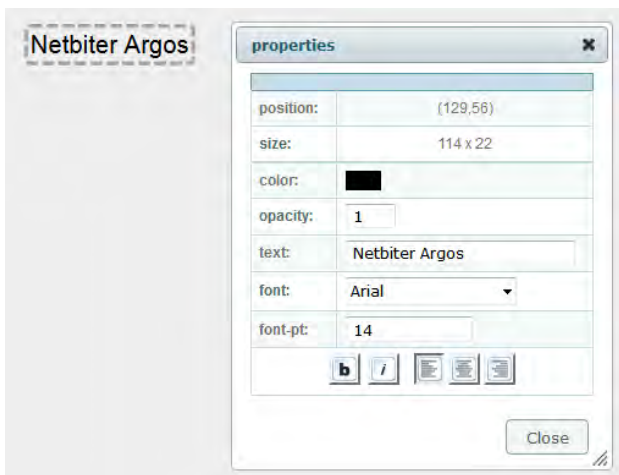 Netbiter Argos
properties
position: (129,56)
size: 114 x 22
color:
opacity: 1
text: Netbiter Argos
font: Arial
font-pt: 14
b i
Close